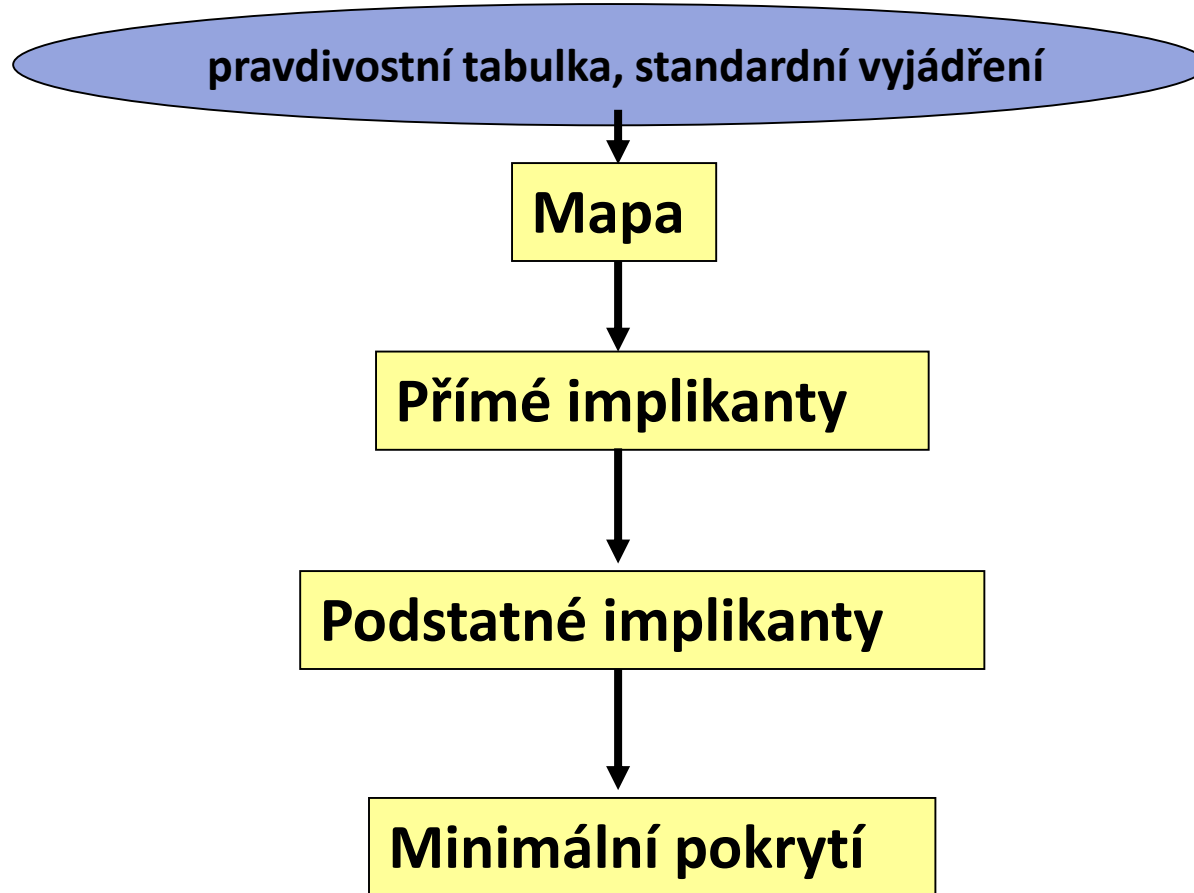 pravdivostní tabulka, standardní vyjádření
Mapa
Přímé implikanty
Podstatné implikanty
Minimální pokrytí